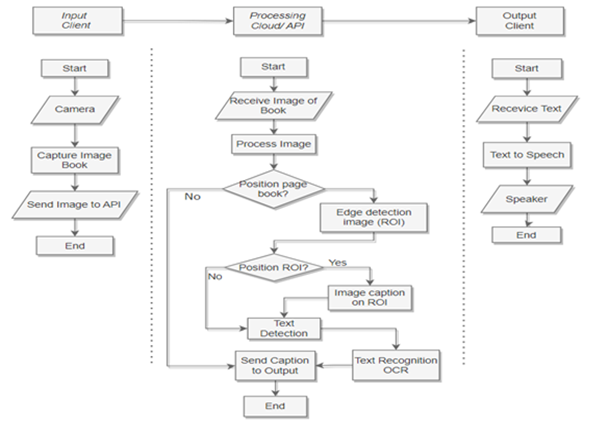 Input
Client
Processing
Cloud/ API
Output
Client
Start
Camera
Capture Image
Book
Send Image to API
End
Start
Receive Image of
Book
Process Image
Position page
book?
No
Edge detection
image (ROI)
Position ROI?
Yes
No
Image caption
on ROI
Text
Detection
Send Caption
to Output
Text Recognition
OCR
End
Start
Recevice Text
Text to Speech
Speaker
End